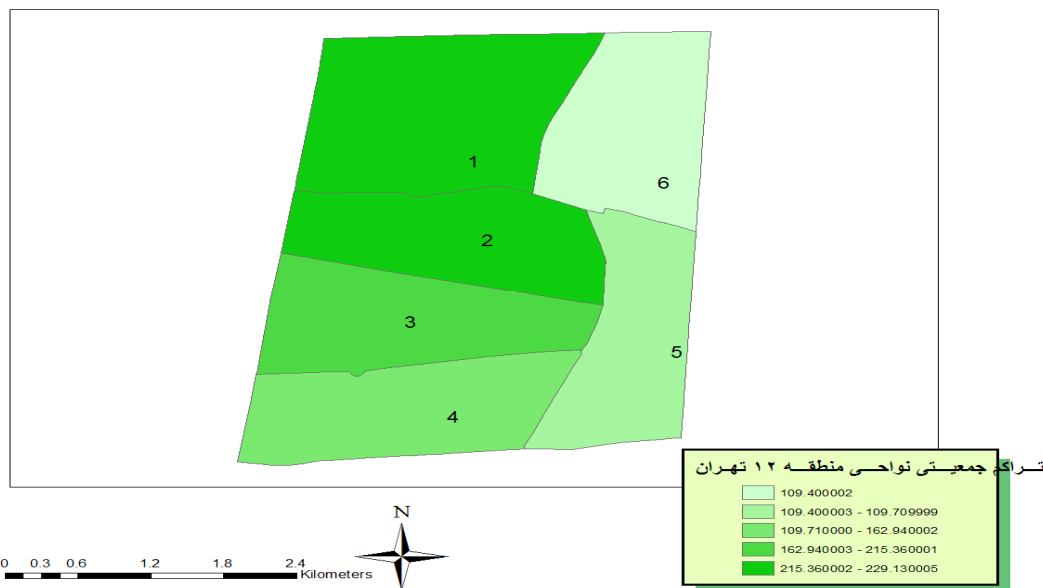 1
6
2
3
5
4
تراکم جمعیتی نواحی منطقه ۱۲ تهران
109.400002
109.400003 - 109.709999
109.710000 - 162.940002
162.940003 - 215.360001
215.360002 - 229.130005
N
0 0.3 0.6 1.2 1.8 2.4
Kilometers